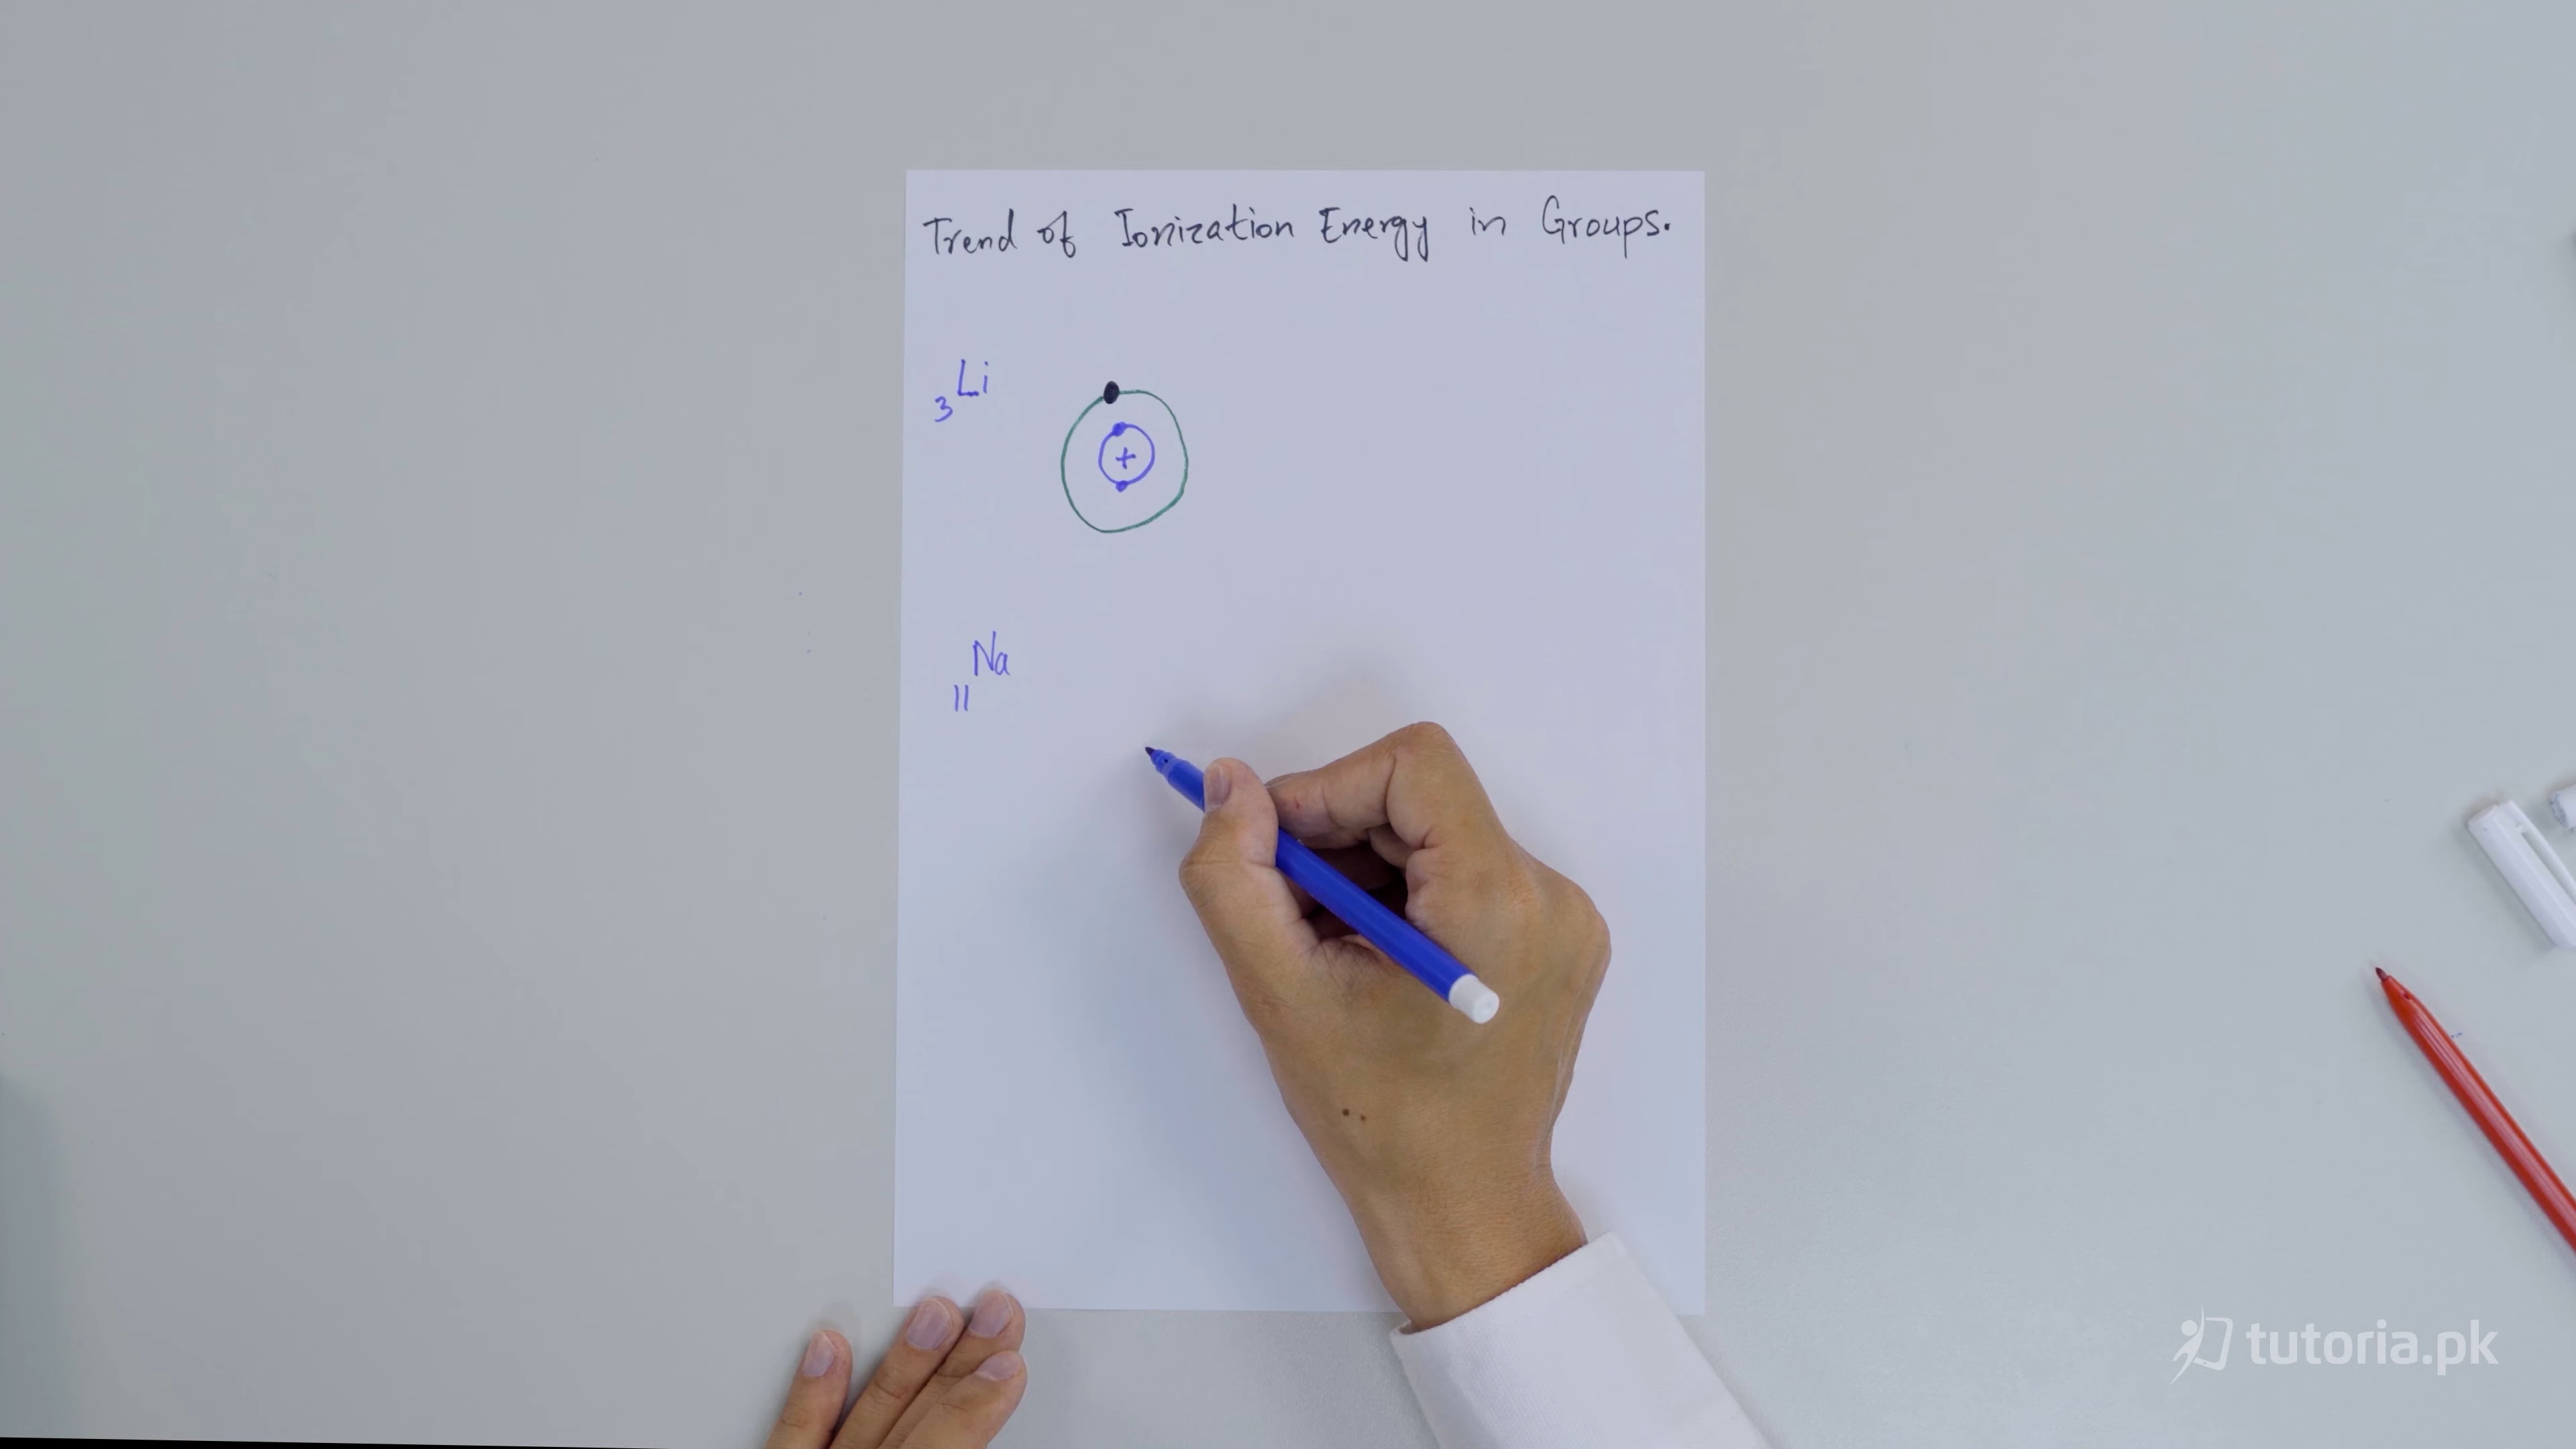 Trend of Ionization Energy in Groups.
3Li
+
11Na
tutoria.pk